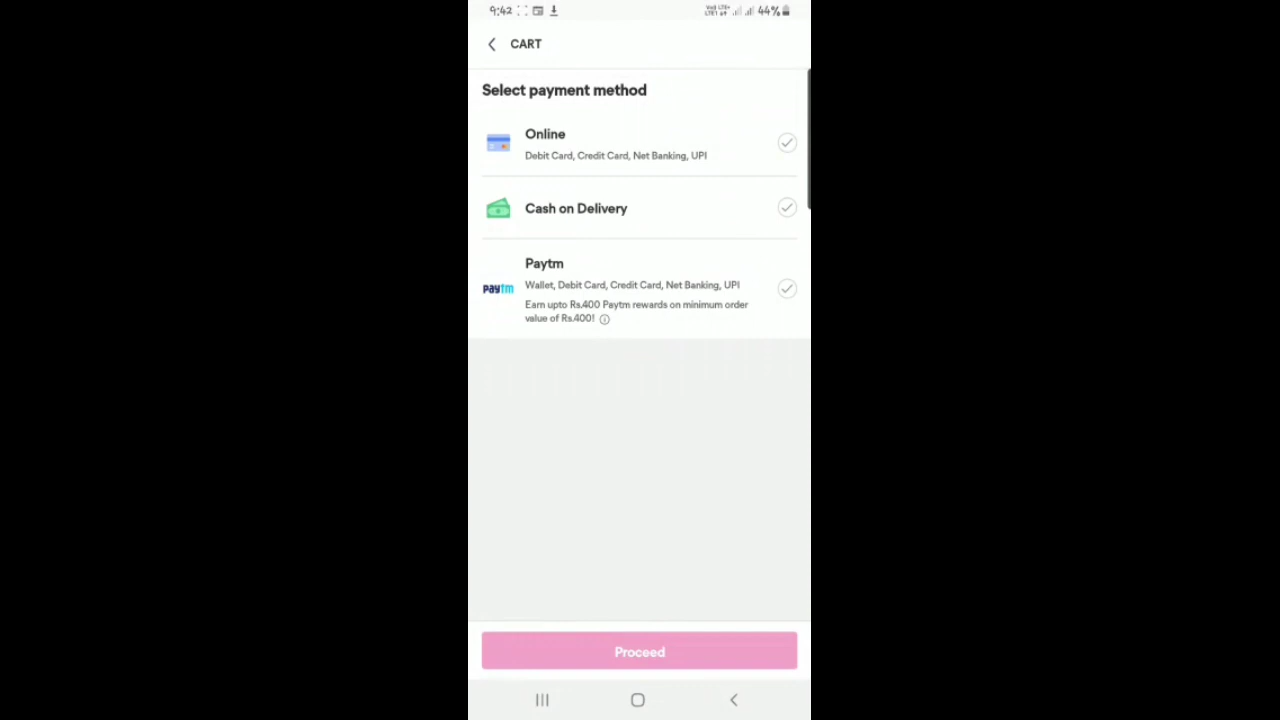 9:42
44%
CART
Select payment method
Online
Debit Card, Credit Card, Net Banking, UPI
Cash on Delivery
Paytm
paytm
Wallet, Debit Card, Credit Card, Net Banking, UPI
Earn upto Rs.400 Paytm rewards on minimum order
value of Rs.400!
Proceed